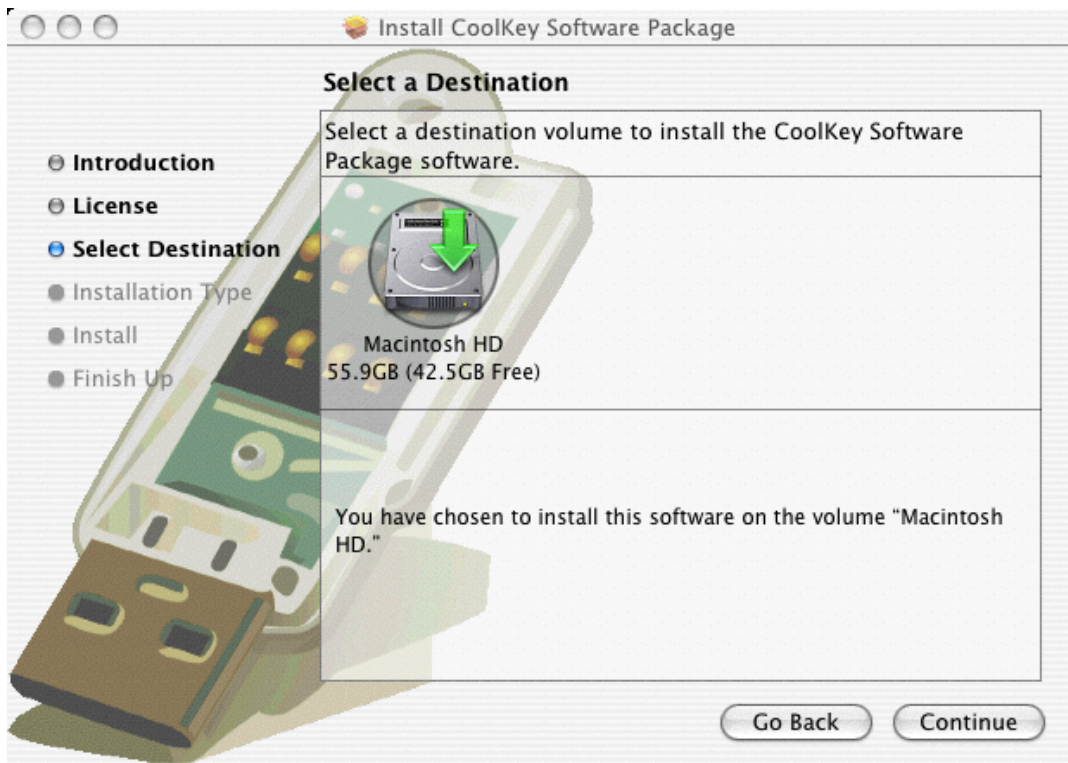 Install CoolKey Software Package
Select a Destination
Select a destination volume to install the CoolKey Software
Package software.
Introduction
License
Select Destination
Installation Type
Install
Finish Up
Macintosh HD
55.9GB (42.5GB Free)
You have chosen to install this software on the volume “Macintosh
HD.”
Go Back
Continue